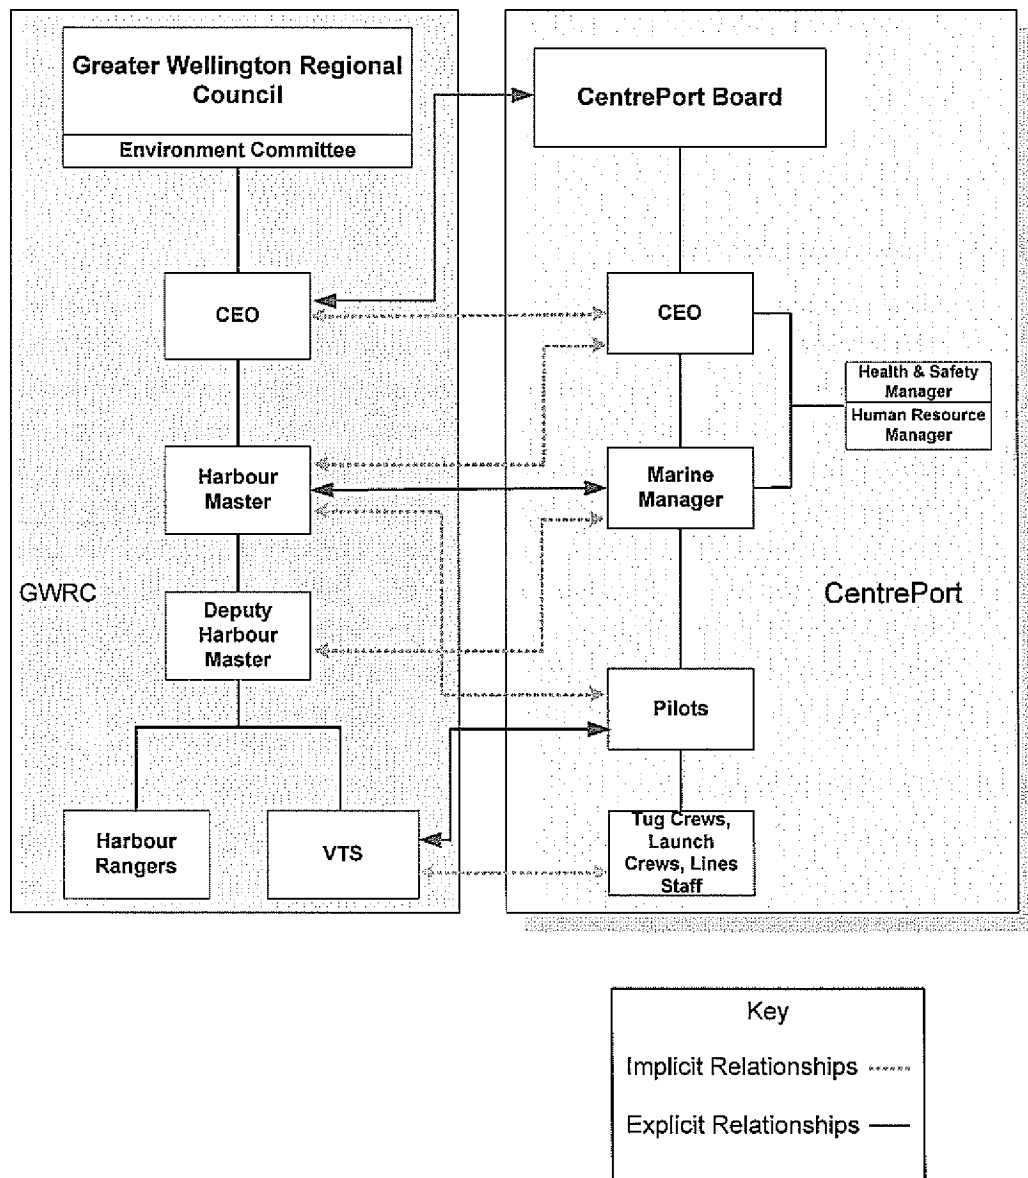 Greater Wellington Regional
Council
Environment Committee
CEO
Harbour
Master
GWRC
Deputy
Harbour
Master
Harbour
Rangers
VTS
CentrePort Board
CEO
Health & Safety
Manager
Human Resource
Manager
Marine
Manager
CentrePort
Pilots
Tug Crews,
Launch
Crews, Lines
Staff
Key
Implicit Relationships
Explicit Relationships